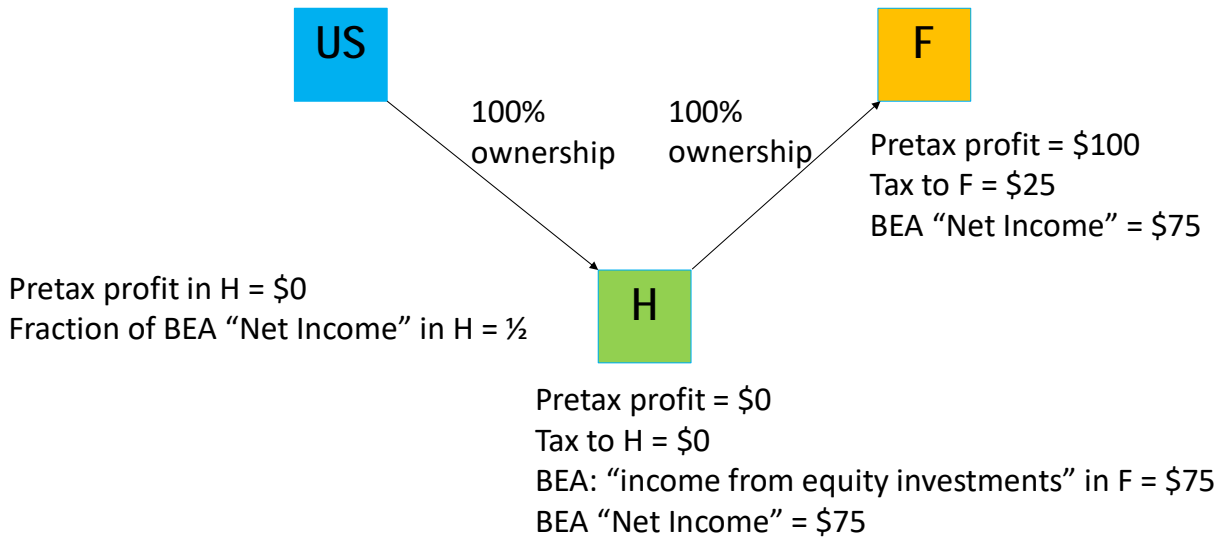 US
F
100%
ownership
100%
ownership
Pretax profit = $100
Tax to F = $25
BEA “Net Income” = $75
Pretax profit in H = $0
Fraction of BEA “Net Income” in H = ½
H
Pretax profit = $0
Tax to H = $0
BEA: “income from equity investments” in F = $75
BEA “Net Income” = $75